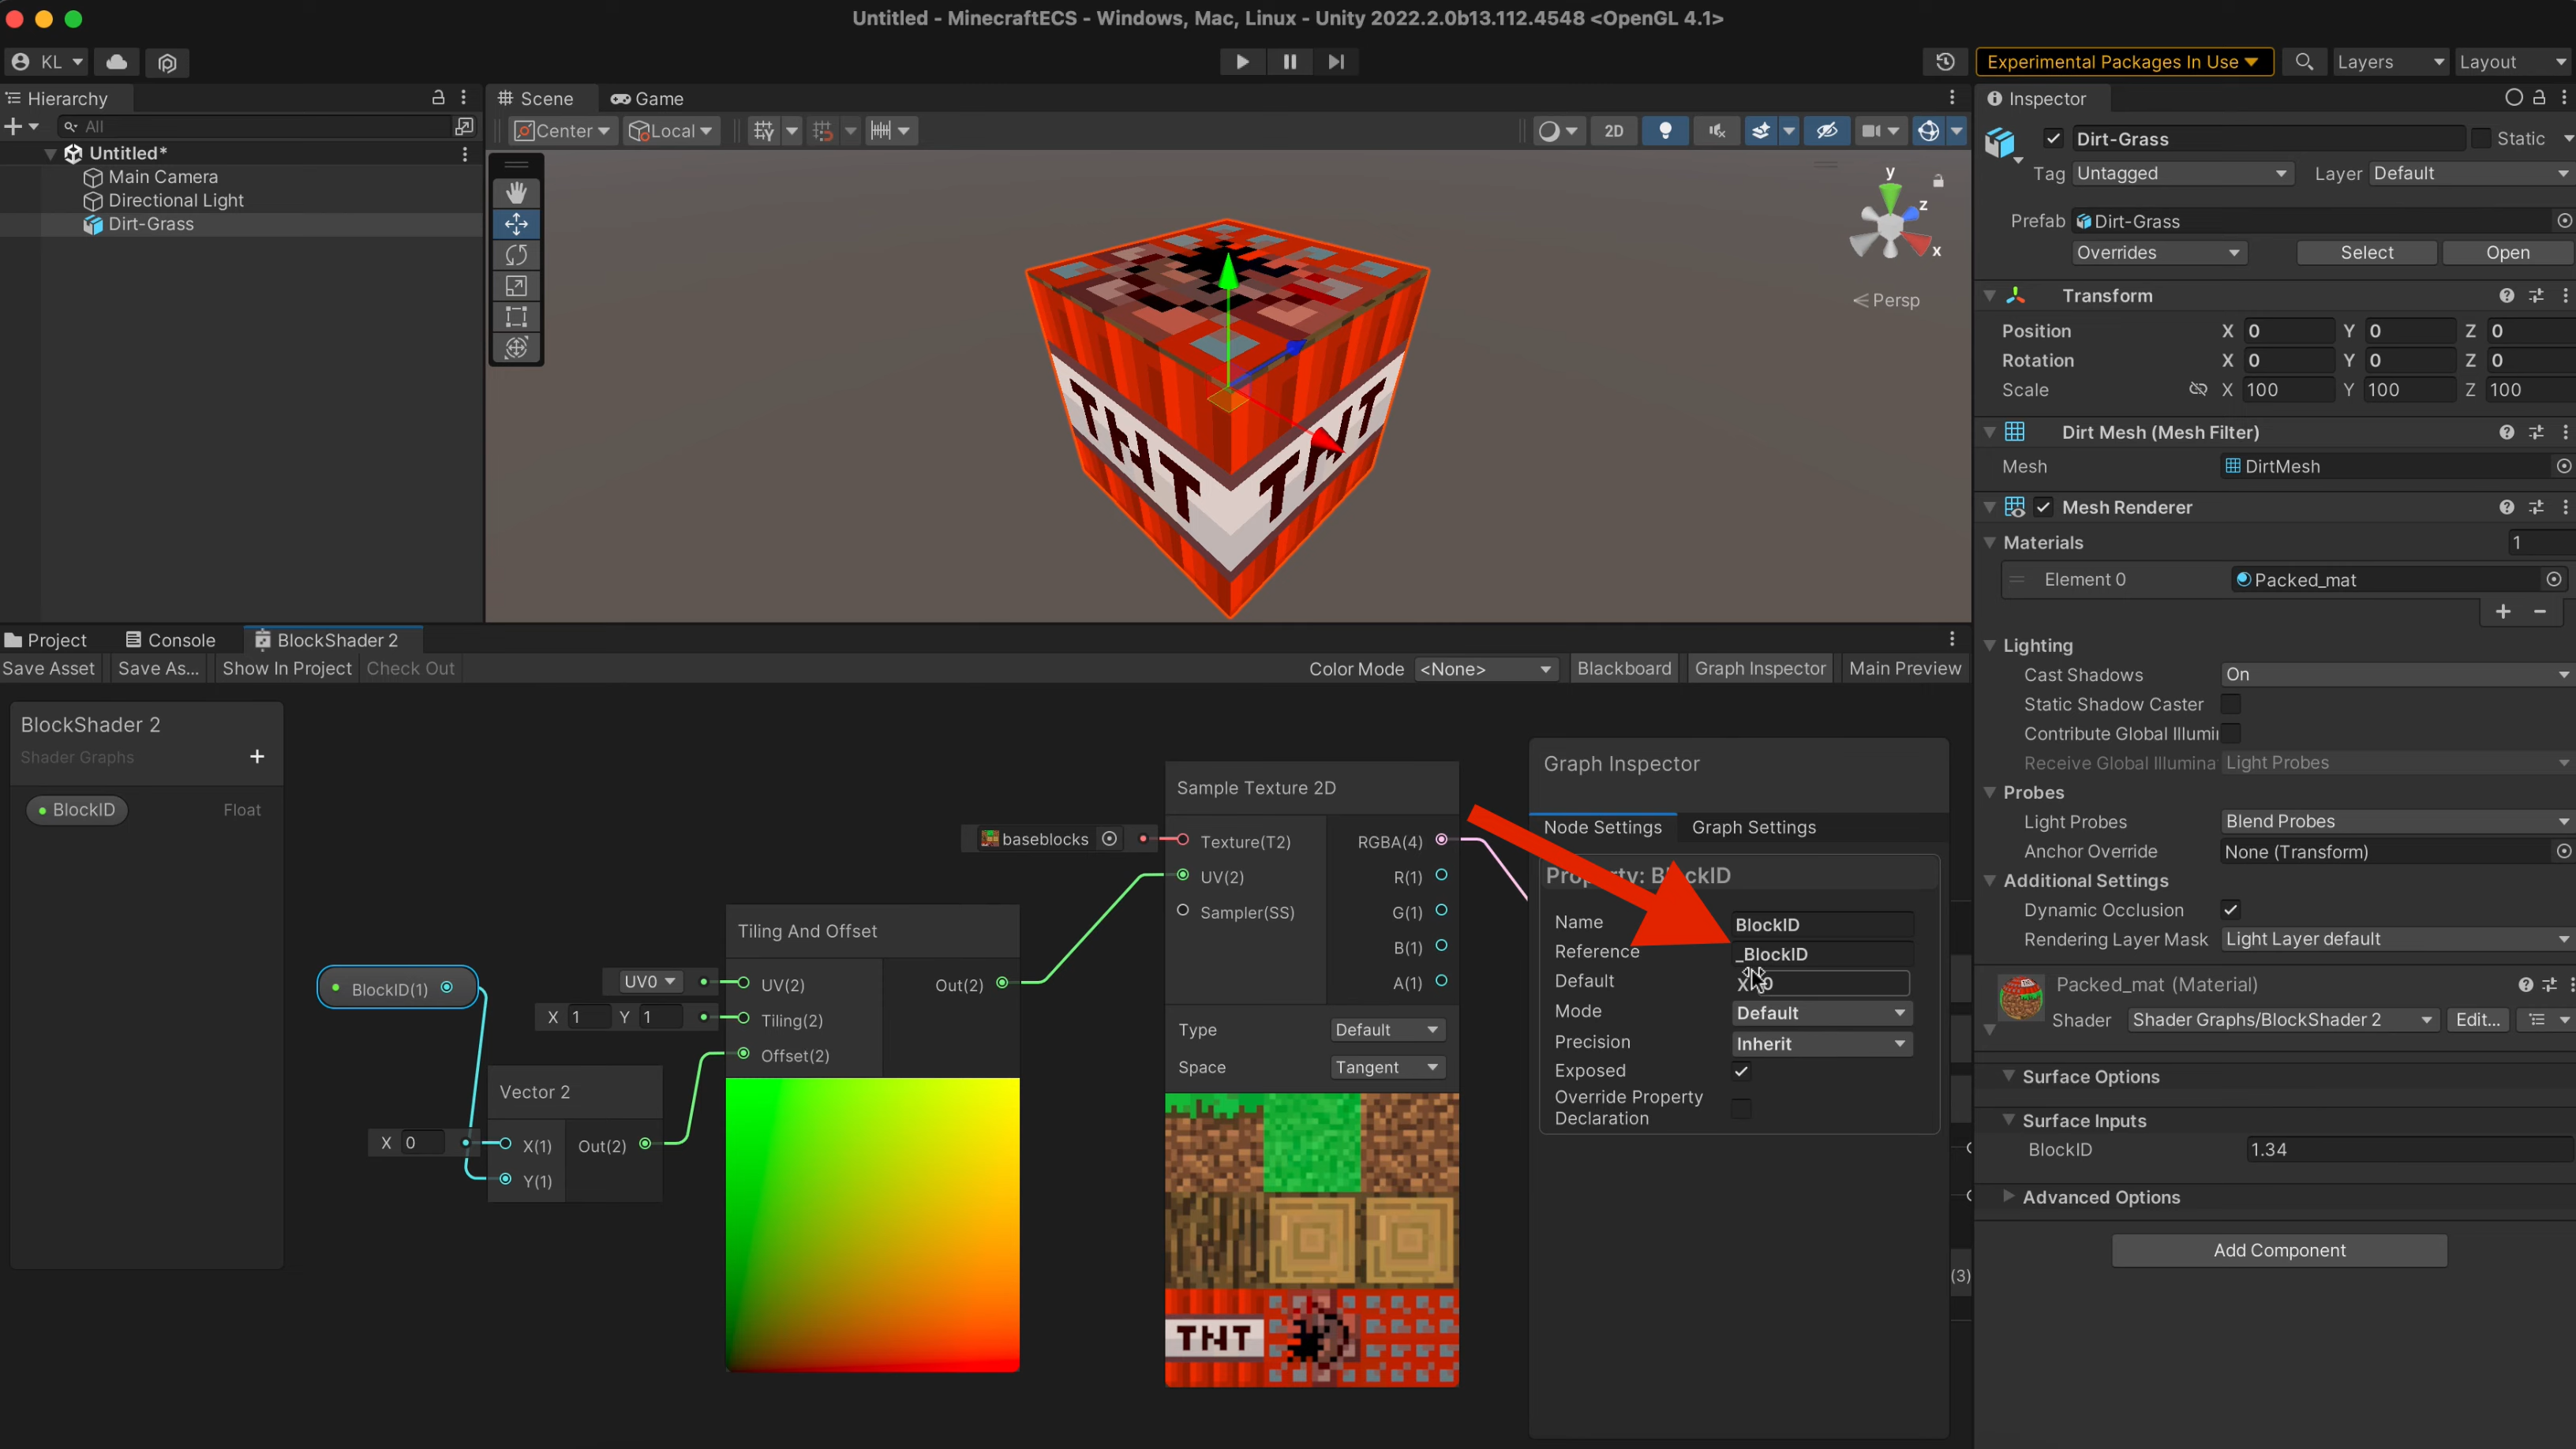 Untitled - MinecraftECS - Windows, Mac, Linux - Unity 2022.2.0b13.112.4548 <OpenGL 4.1>
KL
Experimental Packages In Use
Layers
Layout
Hierarchy
All
Untitled*
Main Camera
Directional Light
Dirt-Grass
Scene
Game
Center
Local
2D
y
z
x
Persp
TNT
TNT
Inspector
Dirt-Grass
Static
Tag Untagged
Layer Default
Prefab Dirt-Grass
Overrides
Select
Open
Transform
Position X 0 Y 0 Z 0
Rotation X 0 Y 0 Z 0
Scale X 100 Y 100 Z 100
Dirt Mesh (Mesh Filter)
Mesh DirtMesh
Mesh Renderer
Materials 1
Element 0 Packed_mat
Lighting
Cast Shadows On
Static Shadow Caster
Contribute Global Illumi
Receive Global Illumina Light Probes
Probes
Light Probes Blend Probes
Anchor Override None (Transform)
Additional Settings
Dynamic Occlusion
Rendering Layer Mask Light Layer default
Packed_mat (Material)
Shader Shader Graphs/BlockShader 2 Edit...
Surface Options
Surface Inputs
BlockID 1.34
Advanced Options
Add Component
Project
Console
BlockShader 2
Save Asset
Save As...
Show In Project
Check Out
Color Mode <None>
Blackboard
Graph Inspector
Main Preview
BlockShader 2
Shader Graphs
BlockID Float
BlockID(1)
X 0
Vector 2
X(1) Out(2)
Y(1)
Tiling And Offset
UV0 UV(2) Out(2)
X 1 Y 1 Tiling(2)
Offset(2)
Sample Texture 2D
baseblocks Texture(T2) RGBA(4)
UV(2) R(1)
Sampler(SS) G(1)
B(1)
A(1)
Type Default
Space Tangent
TNT
Graph Inspector
Node Settings
Graph Settings
Name BlockID
Reference _BlockID
Default X 0
Mode Default
Precision Inherit
Exposed
Override Property
Declaration
(3)